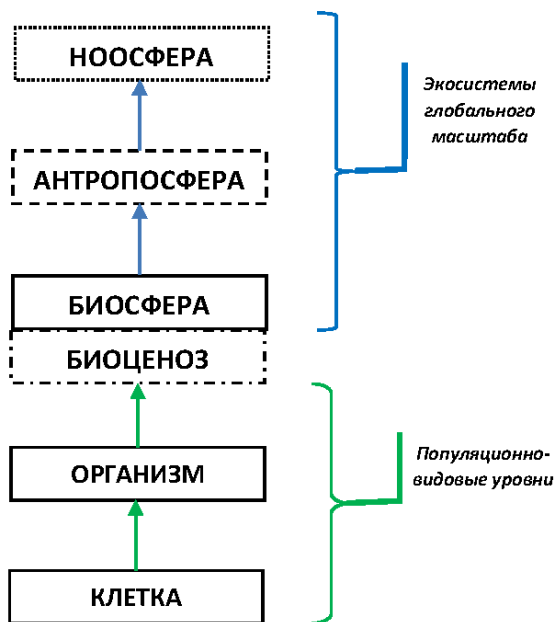 НООСФЕРА
Экосистемы
глобального
масштаба
АНТРОПОСФЕРА
БИОСФЕРА
БИОЦЕНОЗ
ОРГАНИЗМ
Популяционно-
видовые уровни
КЛЕТКА